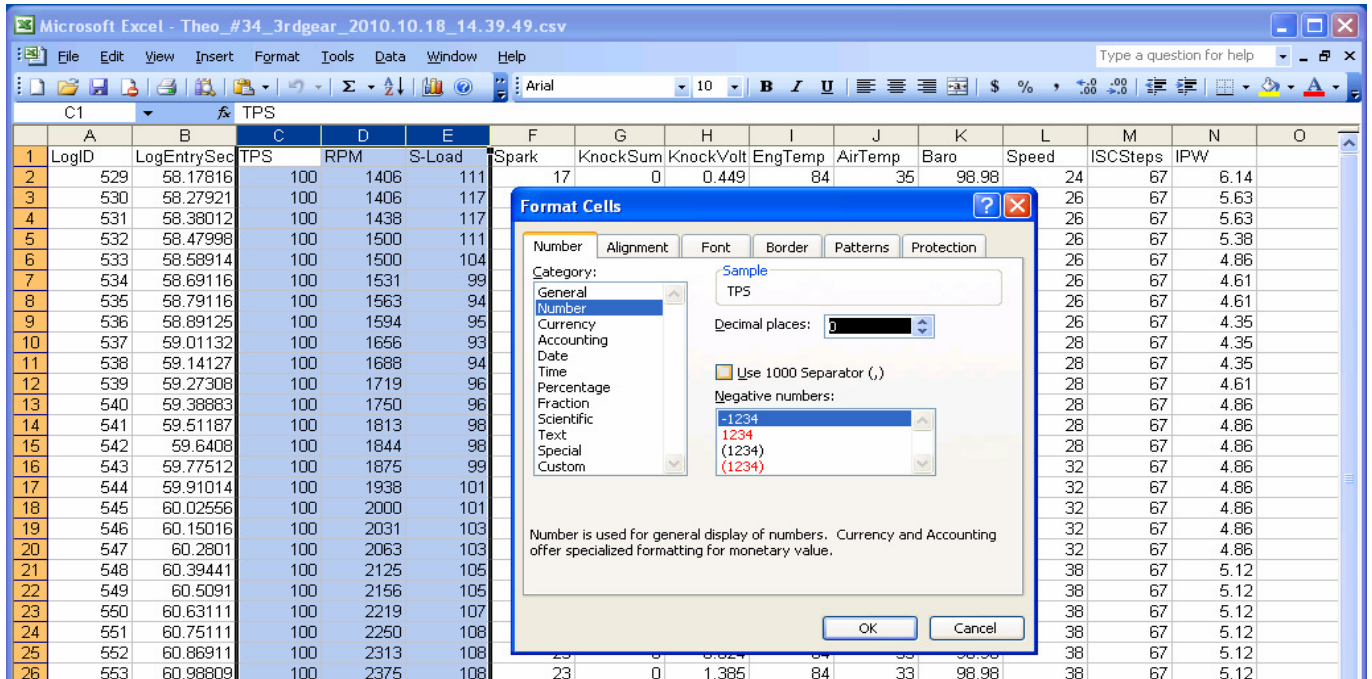 Microsoft Excel - Theo_#34_3rdgear_2010.10.18_14.39.49.csv
File Edit View Insert Format Tools Data Window Help Type a question for help
Arial 10 B I U $ % ,
C1 fx TPS
A B C D E F G H I J K L M N O
1 LogID LogEntrySec TPS RPM S-Load Spark KnockSum KnockVolt EngTemp AirTemp Baro Speed ISCSteps IPW
2 529 58.17816 100 1406 111 17 0 0.449 84 35 98.98 24 67 6.14
3 530 58.27921 100 1406 117 26 67 5.63
4 531 58.38012 100 1438 117 26 67 5.63
5 532 58.47998 100 1500 111 26 67 5.38
6 533 58.58914 100 1500 104 26 67 4.86
7 534 58.69116 100 1531 99 26 67 4.61
8 535 58.79116 100 1563 94 26 67 4.61
9 536 58.89125 100 1594 95 26 67 4.35
10 537 59.01132 100 1656 93 28 67 4.35
11 538 59.14127 100 1688 94 28 67 4.35
12 539 59.27308 100 1719 96 28 67 4.61
13 540 59.38883 100 1750 96 28 67 4.86
14 541 59.51187 100 1813 98 28 67 4.86
15 542 59.6408 100 1844 98 28 67 4.86
16 543 59.77512 100 1875 99 32 67 4.86
17 544 59.91014 100 1938 101 32 67 4.86
18 545 60.02556 100 2000 101 32 67 4.86
19 546 60.15016 100 2031 103 32 67 4.86
20 547 60.2801 100 2063 103 32 67 4.86
21 548 60.39441 100 2125 105 38 67 5.12
22 549 60.5091 100 2156 105 38 67 5.12
23 550 60.63111 100 2219 107 38 67 5.12
24 551 60.75111 100 2250 108 38 67 5.12
25 552 60.86911 100 2313 108 38 67 5.12
26 553 60.98809 100 2375 108 23 0 1.385 84 33 98.98 38 67 5.12
Format Cells
Number Alignment Font Border Patterns Protection
Category:
General
Number
Currency
Accounting
Date
Time
Percentage
Fraction
Scientific
Text
Special
Custom
Sample
TPS
Decimal places: 0
Use 1000 Separator (,)
Negative numbers:
-1234
1234
(1234)
(1234)
Number is used for general display of numbers. Currency and Accounting
offer specialized formatting for monetary value.
OK Cancel